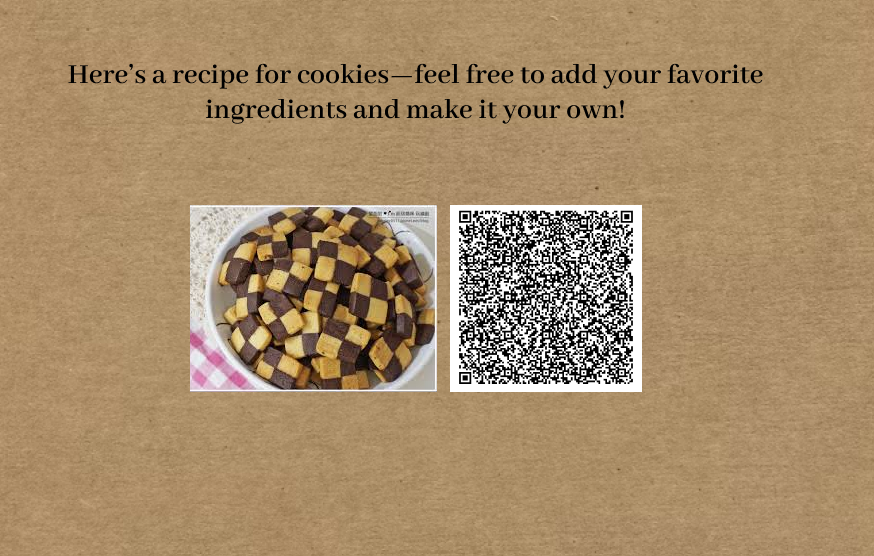 Here’s a recipe for cookies—feel free to add your favorite
ingredients and make it your own!